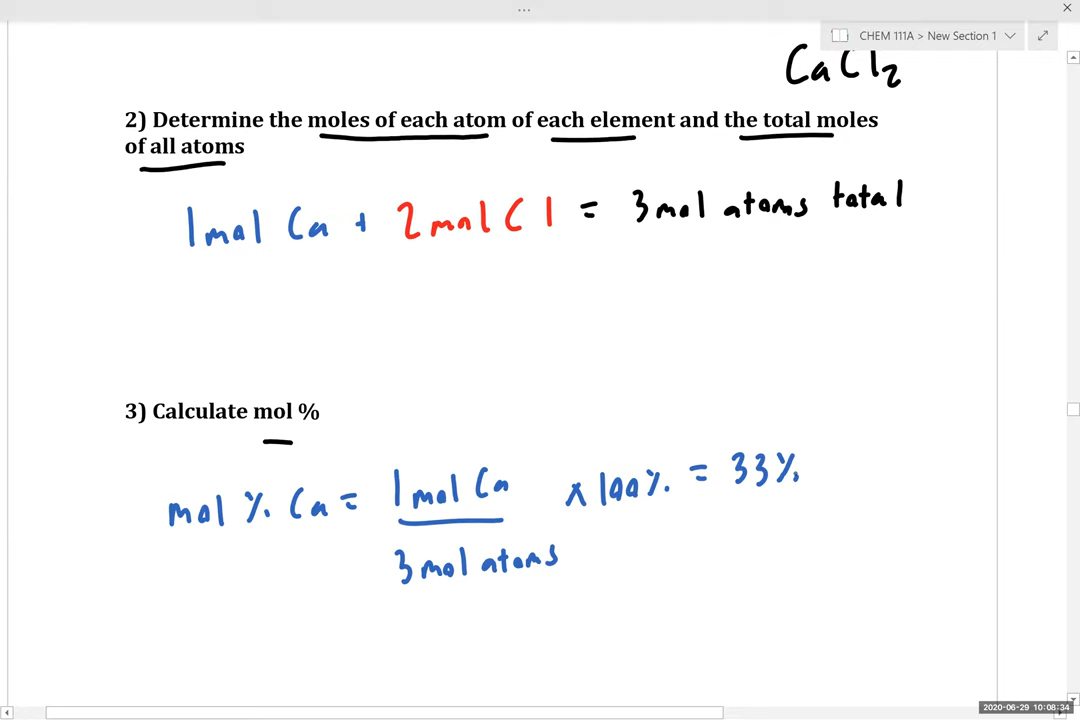 CHEM 111A > New Section 1
CaCl2
2) Determine the moles of each atom of each element and the total moles
of all atoms
1 mol Ca + 2 mol Cl = 3 mol atoms total
3) Calculate mol %
mol % Ca = 1 mol Ca x 100% = 33%
3 mol atoms
2020-06-29 10:08:34